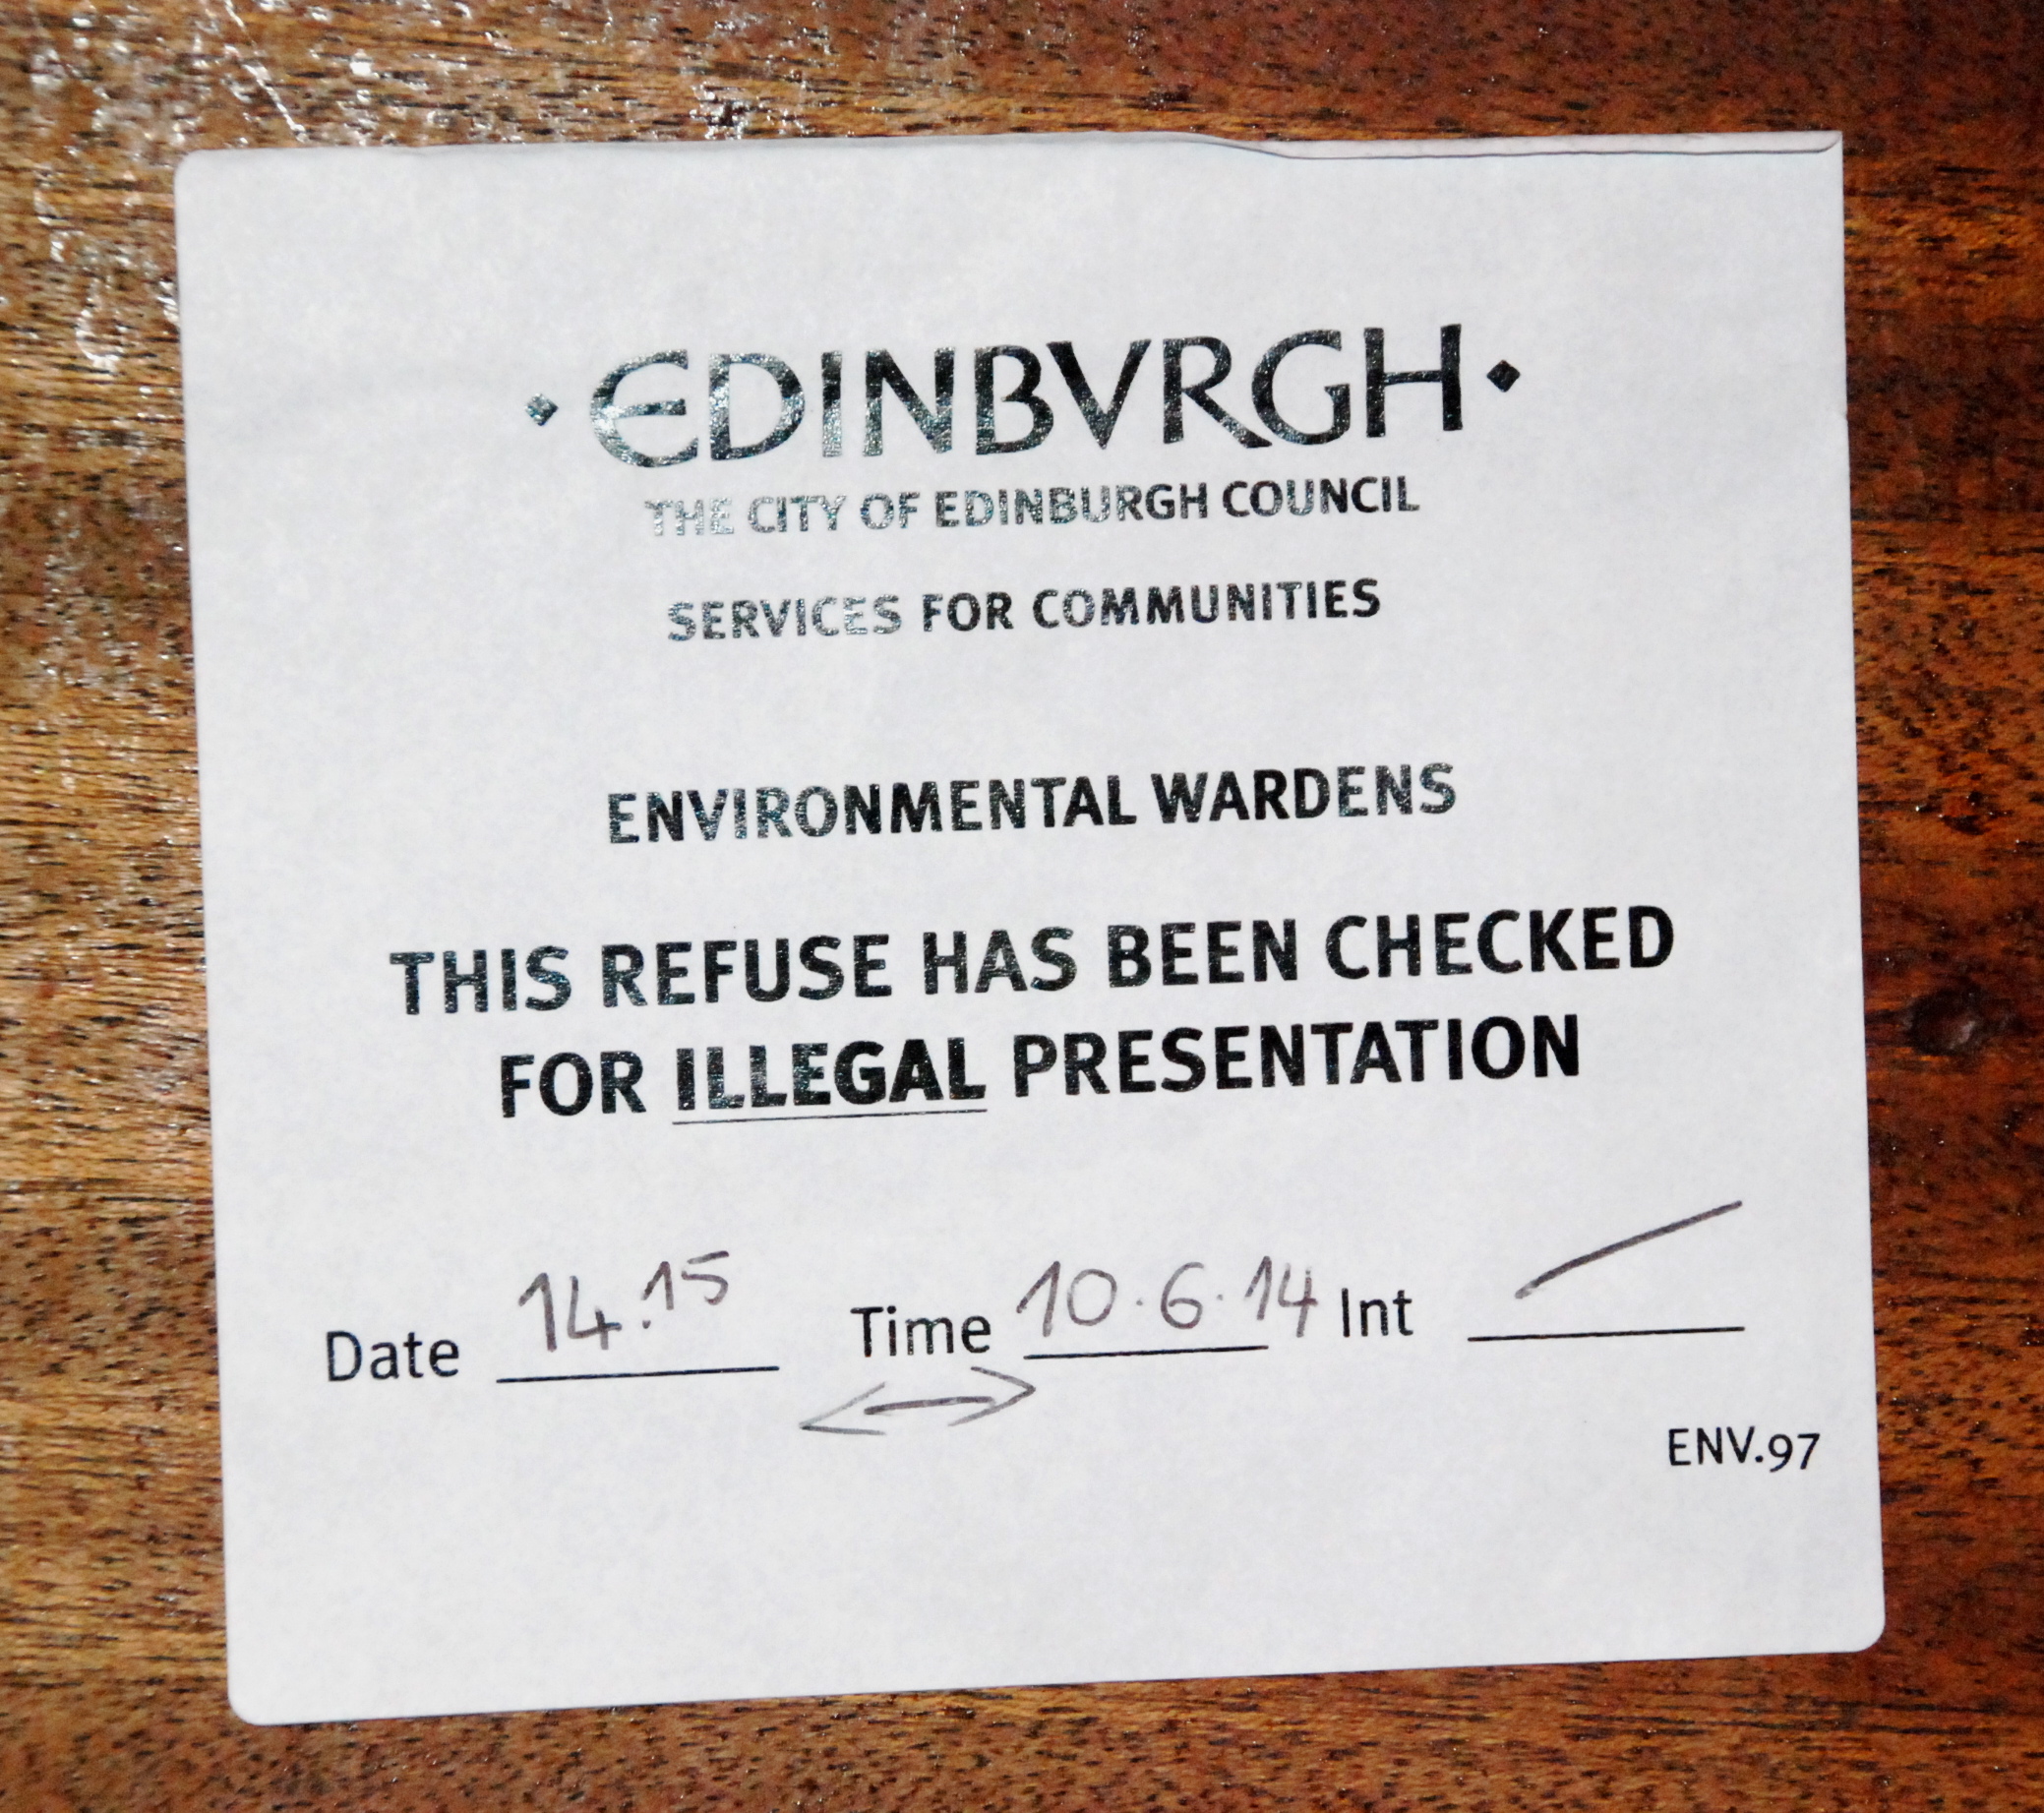 ·EDINBVRGH·
THE CITY OF EDINBURGH COUNCIL
SERVICES FOR COMMUNITIES
ENVIRONMENTAL WARDENS
THIS REFUSE HAS BEEN CHECKED
FOR ILLEGAL PRESENTATION
Date 14.15 Time 10.6.14 Int
ENV.97